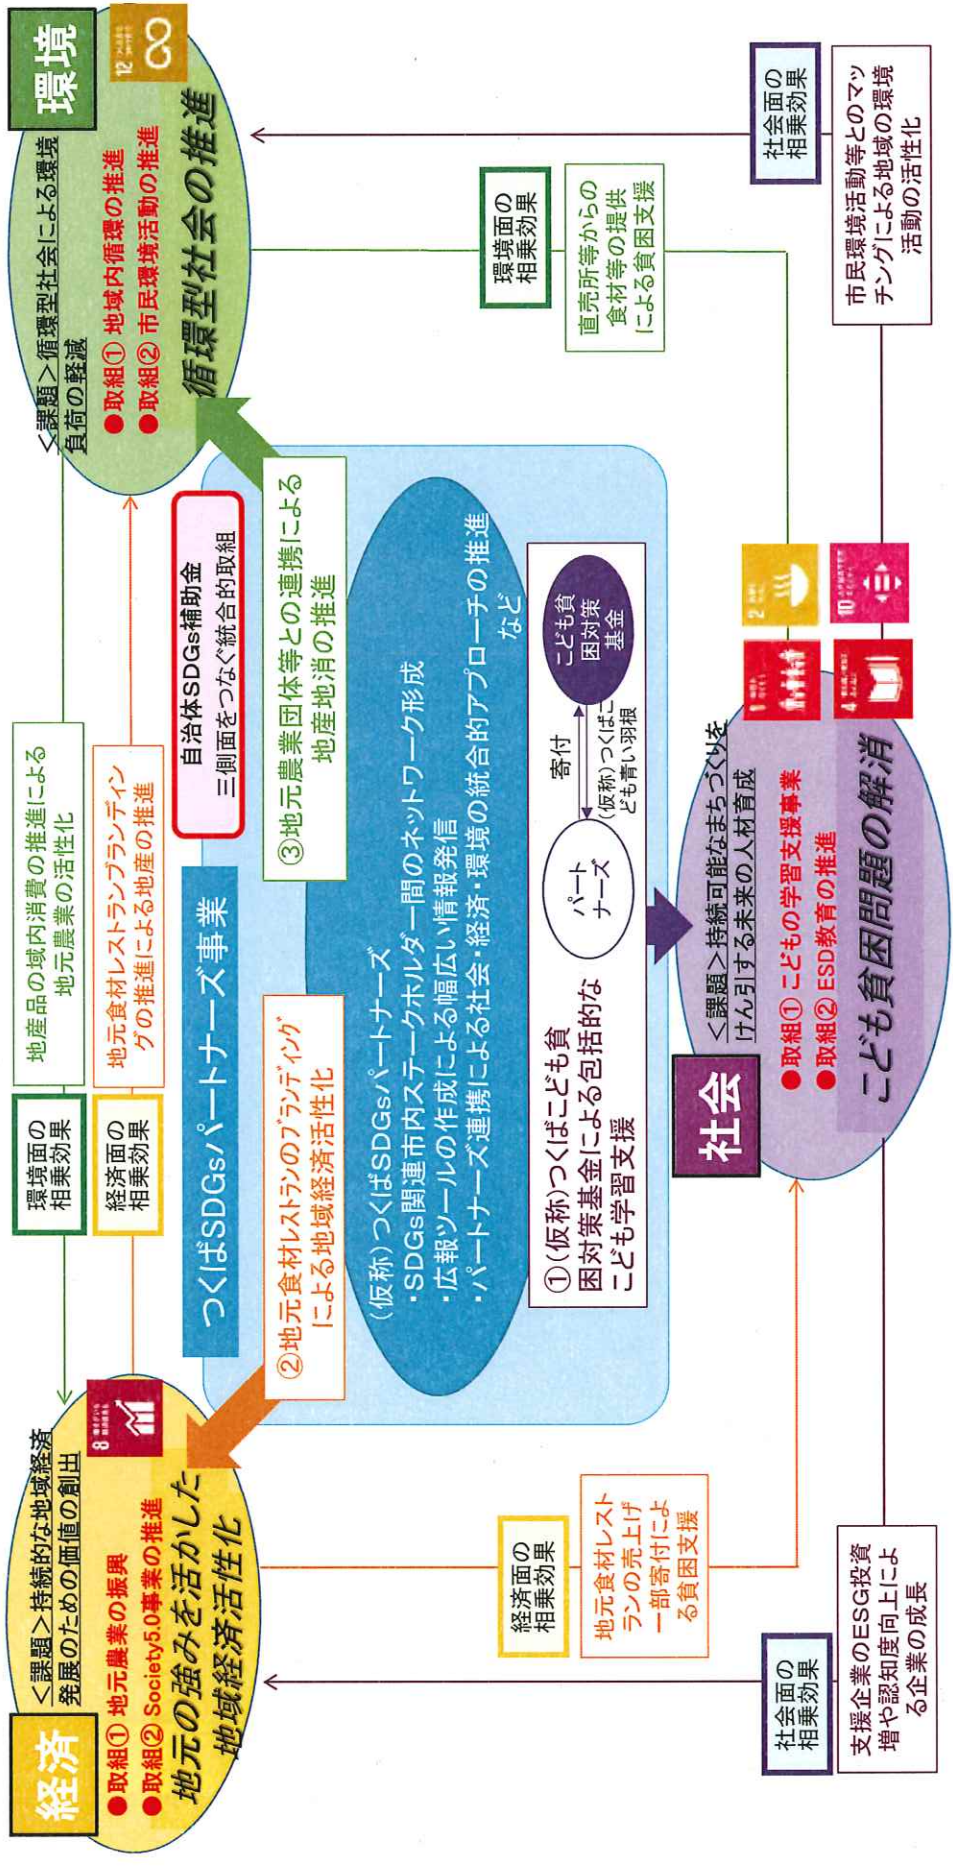 経済
＜課題＞持続的な地域経済
発展のための価値の創出
●取組① 地元農業の振興
●取組② Society5.0事業の推進
地元の強みを活かした
地域経済活性化
8
環境面の
相乗効果
地産品の域内消費の推進による
地元農業の活性化
経済面の
相乗効果
地元食材レストランブランディン
グの推進による地産の推進
環境
＜課題＞循環型社会による環境
負荷の軽減
●取組① 地域内循環の推進
●取組② 市民環境活動の推進
循環型社会の推進
12
つくばSDGsパートナーズ事業
自治体SDGs補助金
三側面をつなぐ統合的取組
②地元食材レストランのブランディング
による地域経済活性化
③地元農業団体等との連携による
地産地消の推進
(仮称)つくばSDGsパートナーズ
・SDGs関連市内ステークホルダー間のネットワーク形成
・広報ツールの作成による幅広い情報発信
・パートナーズ連携による社会・経済・環境の統合的アプローチの推進
など
①(仮称)つくばこども貧
困対策基金による包括的な
こども学習支援
パート
ナーズ
寄付
(仮称)つくばこ
ども青い羽根
こども貧
困対策
基金
経済面の
相乗効果
地元食材レスト
ランの売上げ
一部寄付によ
る貧困支援
環境面の
相乗効果
直売所等からの
食材等の提供
による貧困支援
社会
＜課題＞持続可能なまちづくりを
けん引する未来の人材育成
●取組① こどもの学習支援事業
●取組② ESD教育の推進
こども貧困問題の解消
1
2
4
10
社会面の
相乗効果
支援企業のESG投資
増や認知度向上によ
る企業の成長
社会面の
相乗効果
市民環境活動等とのマッ
チングによる地域の環境
活動の活性化